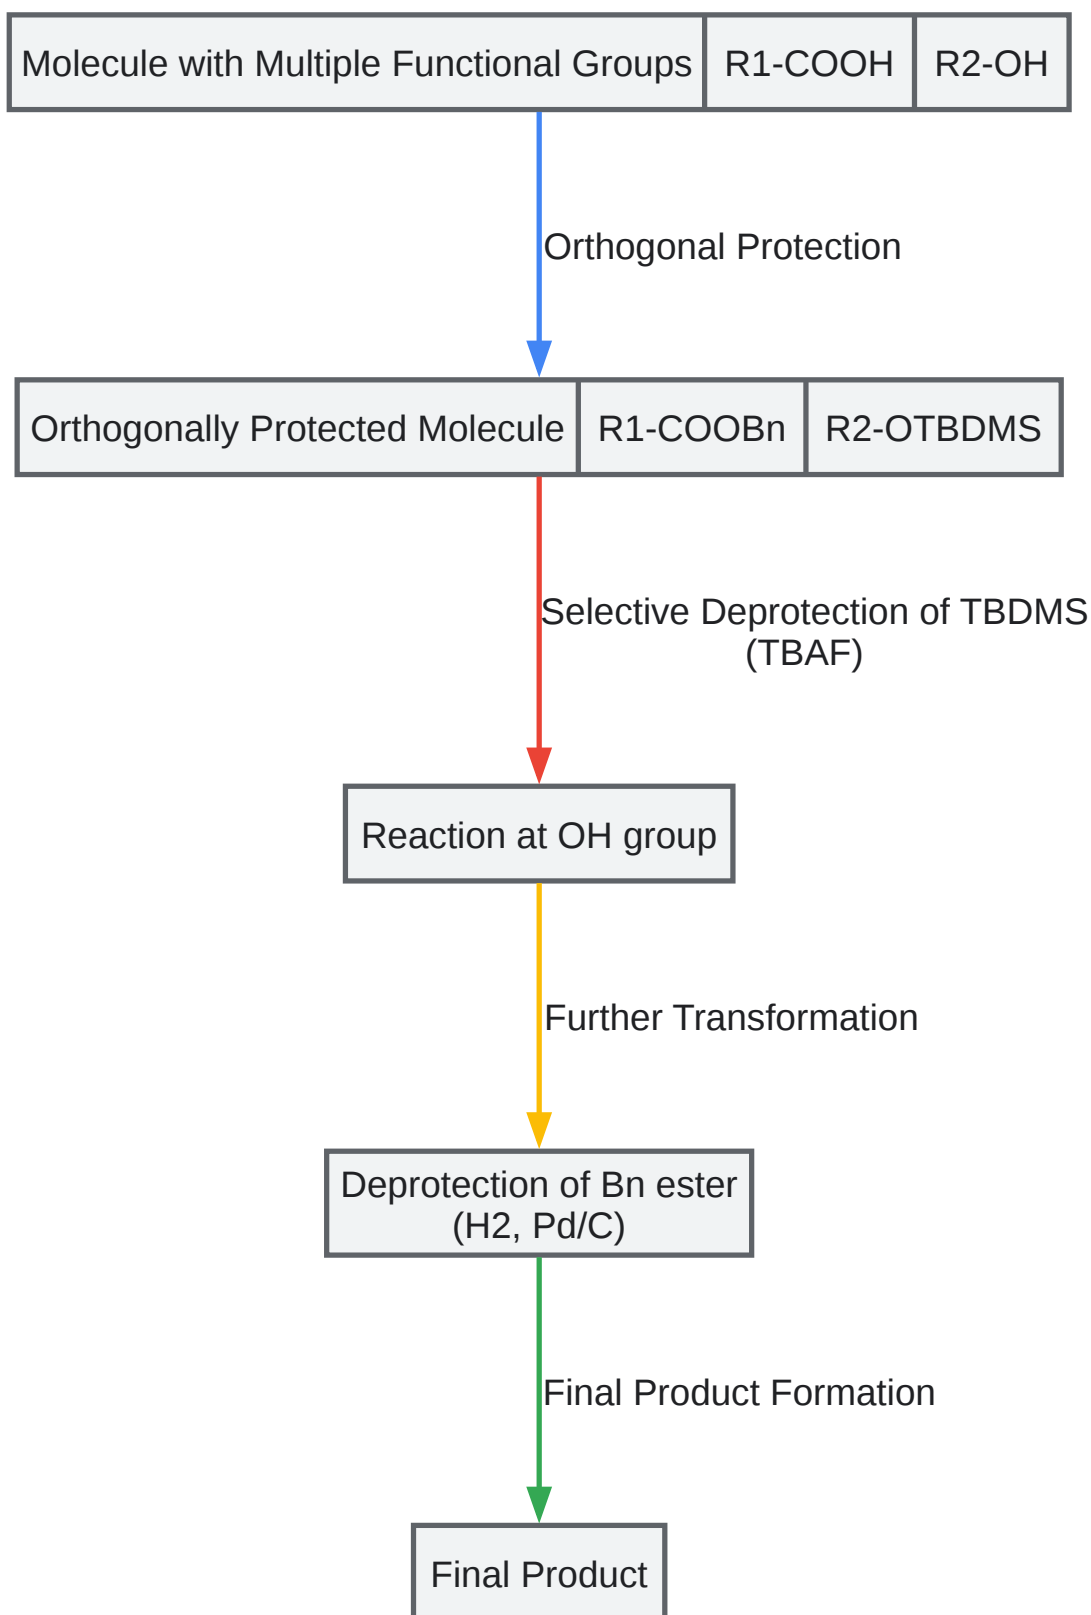 Molecule with Multiple Functional Groups R1-COOH R2-OH
Orthogonal Protection
Orthogonally Protected Molecule R1-COOBn R2-OTBDMS
Selective Deprotection of TBDMS
(TBAF)
Reaction at OH group
Further Transformation
Deprotection of Bn ester
(H2, Pd/C)
Final Product Formation
Final Product